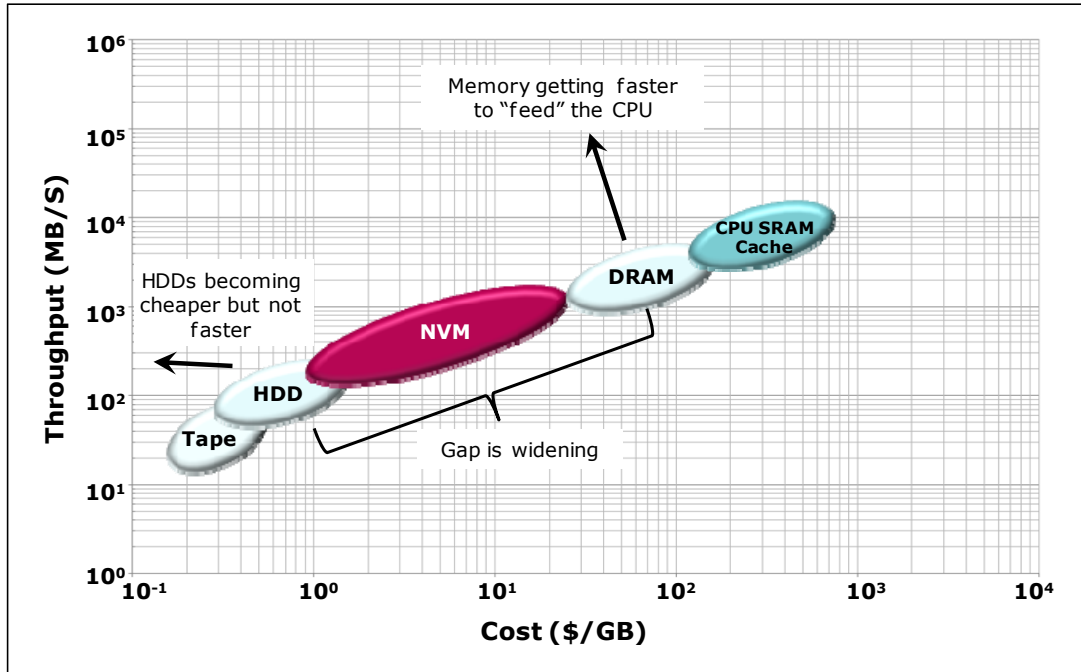 10⁶
Memory getting faster
to “feed” the CPU
10⁵
10⁴
CPU SRAM
Cache
HDDs becoming
cheaper but not
faster
DRAM
10³
NVM
HDD
10²
Tape
Gap is widening
10¹
10⁰
Throughput (MB/S)
10⁻¹ 10⁰ 10¹ 10² 10³ 10⁴
Cost ($/GB)